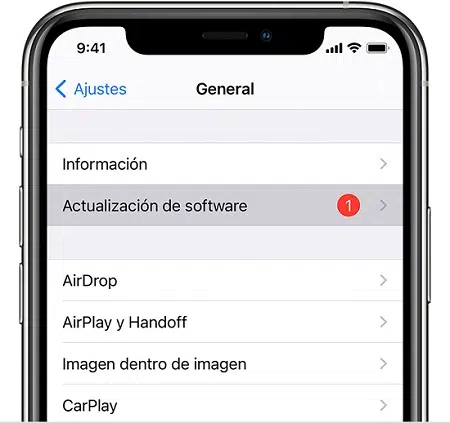 9:41
Ajustes General
Información
Actualización de software 1
AirDrop
AirPlay y Handoff
Imagen dentro de imagen
CarPlay